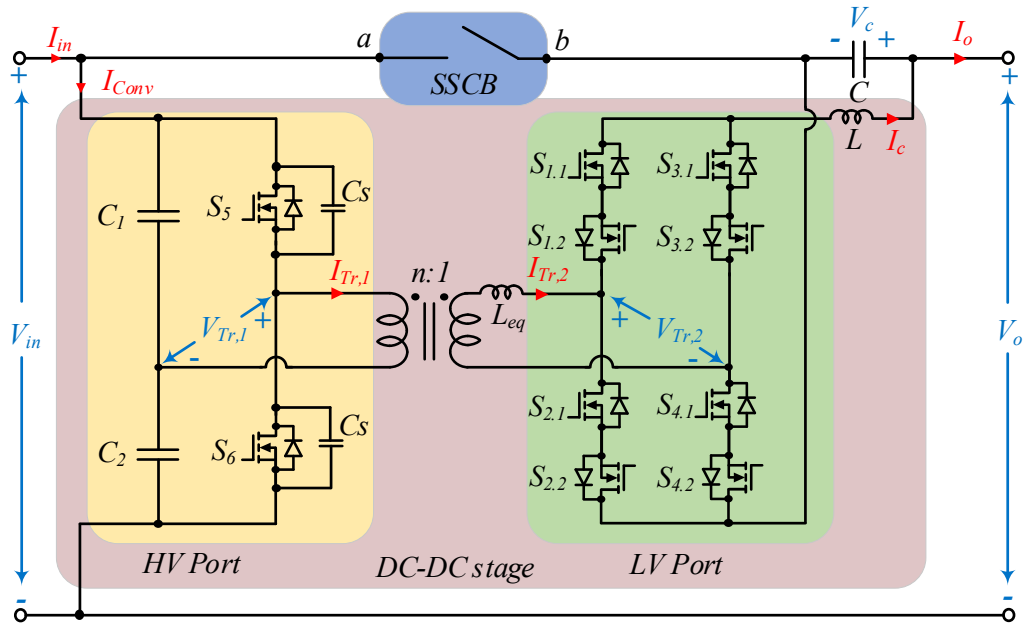 I_in
a
b
- V_c +
I_o
SSCB
+
+
I_Conv
C
L
I_c
S_1.1
S_3.1
C_1
S_5
Cs
S_1.2
S_3.2
I_Tr,1
n:1
I_Tr,2
V_in
V_Tr,1
+
-
L_eq
+
V_Tr,2
-
V_o
S_2.1
S_4.1
C_2
S_6
Cs
S_2.2
S_4.2
HV Port
DC-DC stage
LV Port
-
-